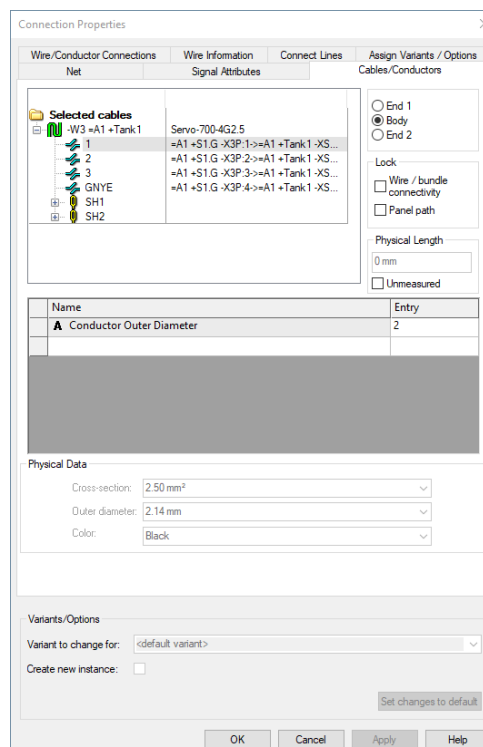 Connection Properties
Wire/Conductor Connections Wire Information Connect Lines Assign Variants / Options
Net Signal Attributes Cables/Conductors
Selected cables
-W3 =A1 +Tank1 Servo-700-4G2.5
1 =A1 +S1.G -X3P:1->=A1 +Tank1 -XS...
2 =A1 +S1.G -X3P:2->=A1 +Tank1 -XS...
3 =A1 +S1.G -X3P:3->=A1 +Tank1 -XS...
GNYE =A1 +S1.G -X3P:4->=A1 +Tank1 -XS...
SH1
SH2
End 1
Body
End 2
Lock
Wire / bundle
connectivity
Panel path
Physical Length
0 mm
Unmeasured
Name Entry
A Conductor Outer Diameter 2
Physical Data
Cross-section: 2.50 mm²
Outer diameter: 2.14 mm
Color: Black
Variants/Options
Variant to change for: <default variant>
Create new instance:
Set changes to default
OK Cancel Apply Help